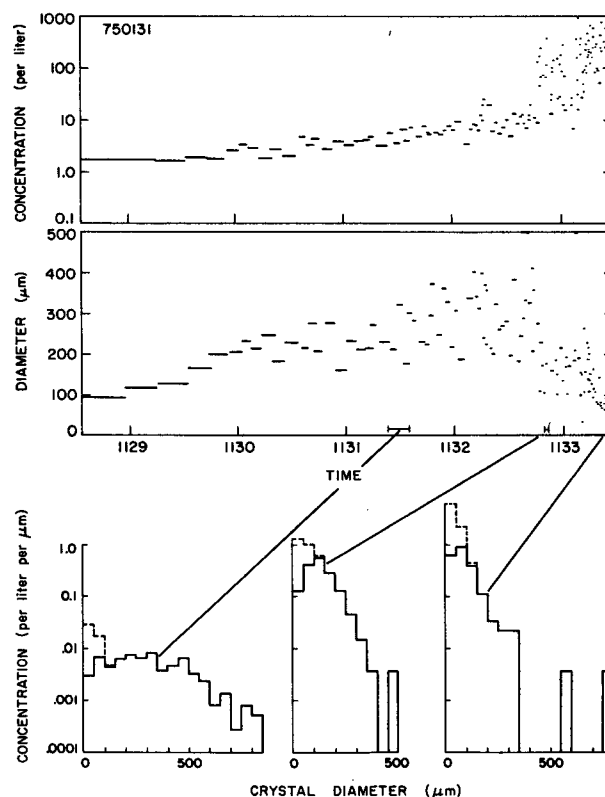 750131
CONCENTRATION (per liter)
1000
100
10
1.0
0.1
DIAMETER (μm)
500
400
300
200
100
0
1129 1130 1131 1132 1133
TIME
CONCENTRATION (per liter per μm)
1.0
0.1
.01
.001
.0001
0 500 0 500 0 500
CRYSTAL DIAMETER (μm)